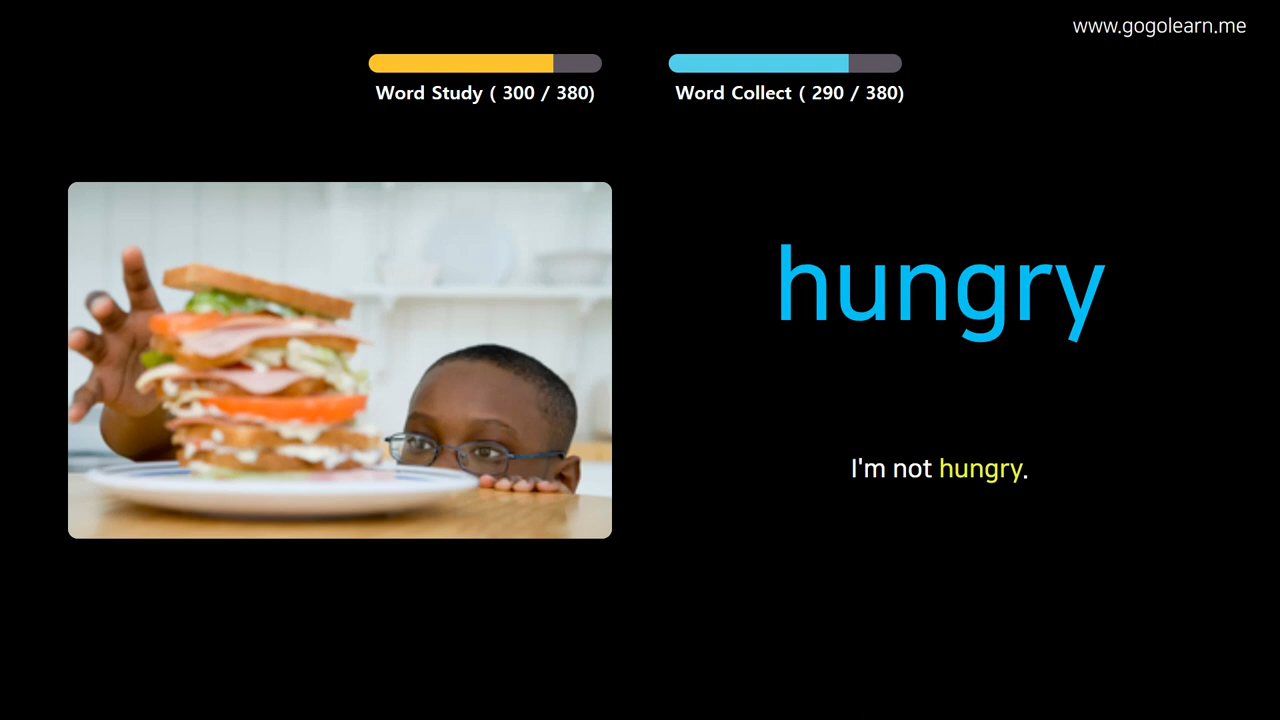 www.gogolearn.me
Word Study ( 300 / 380)
Word Collect ( 290 / 380)
hungry
I'm not hungry.